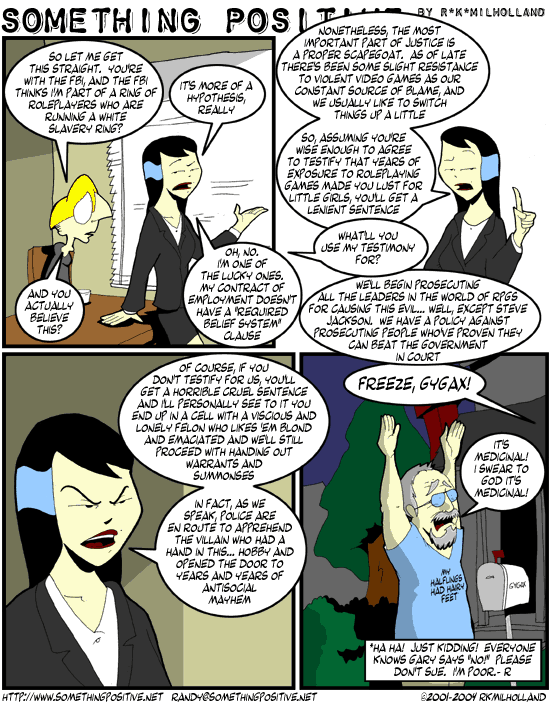 SOMETHING POSITIVE BY R*K*MILHOLLAND
SO LET ME GET
THIS STRAIGHT. YOU'RE
WITH THE FBI, AND THE FBI
THINKS I'M PART OF A RING OF
ROLEPLAYERS WHO ARE
RUNNING A WHITE
SLAVERY RING?
IT'S MORE OF A
HYPOTHESIS,
REALLY
AND YOU
ACTUALLY
BELIEVE
THIS?
OH, NO.
I'M ONE OF
THE LUCKY ONES.
MY CONTRACT OF
EMPLOYMENT DOESN'T
HAVE A "REQUIRED
BELIEF SYSTEM"
CLAUSE
NONETHELESS, THE MOST
IMPORTANT PART OF JUSTICE IS
A PROPER SCAPEGOAT. AS OF LATE
THERE'S BEEN SOME SLIGHT RESISTANCE
TO VIOLENT VIDEO GAMES AS OUR
CONSTANT SOURCE OF BLAME, AND
WE USUALLY LIKE TO SWITCH
THINGS UP A LITTLE
SO, ASSUMING YOU'RE
WISE ENOUGH TO AGREE
TO TESTIFY THAT YEARS OF
EXPOSURE TO ROLEPLAYING
GAMES MADE YOU LUST FOR
LITTLE GIRLS, YOU'LL GET A
LENIENT SENTENCE
WHAT'LL YOU
USE MY TESTIMONY
FOR?
WE'LL BEGIN PROSECUTING
ALL THE LEADERS IN THE WORLD OF RPGS
FOR CAUSING THIS EVIL... WELL, EXCEPT STEVE
JACKSON. WE HAVE A POLICY AGAINST
PROSECUTING PEOPLE WHO'VE PROVEN THEY
CAN BEAT THE GOVERNMENT
IN COURT
OF COURSE, IF YOU
DON'T TESTIFY FOR US, YOU'LL
GET A HORRIBLE CRUEL SENTENCE
AND I'LL PERSONALLY SEE TO IT YOU
END UP IN A CELL WITH A VISCIOUS AND
LONELY FELON WHO LIKES 'EM BLOND
AND EMACIATED AND WE'LL STILL
PROCEED WITH HANDING OUT
WARRANTS AND
SUMMONSES
IN FACT, AS WE
SPEAK, POLICE ARE
EN ROUTE TO APPREHEND
THE VILLAIN WHO HAD A
HAND IN THIS... HOBBY AND
OPENED THE DOOR TO
YEARS AND YEARS OF
ANTISOCIAL
MAYHEM
FREEZE, GYGAX!
IT'S
MEDICINAL!
I SWEAR TO
GOD IT'S
MEDICINAL!
MY
HALFLINGS
HAD HAIRY
FEET
GYGAX
*HA HA! JUST KIDDING! EVERYONE
KNOWS GARY SAYS "NO!" PLEASE
DON'T SUE. I'M POOR.- R
HTTP://WWW.SOMETHINGPOSITIVE.NET RANDY@SOMETHINGPOSITIVE.NET ©2001-2004 RKMILHOLLAND